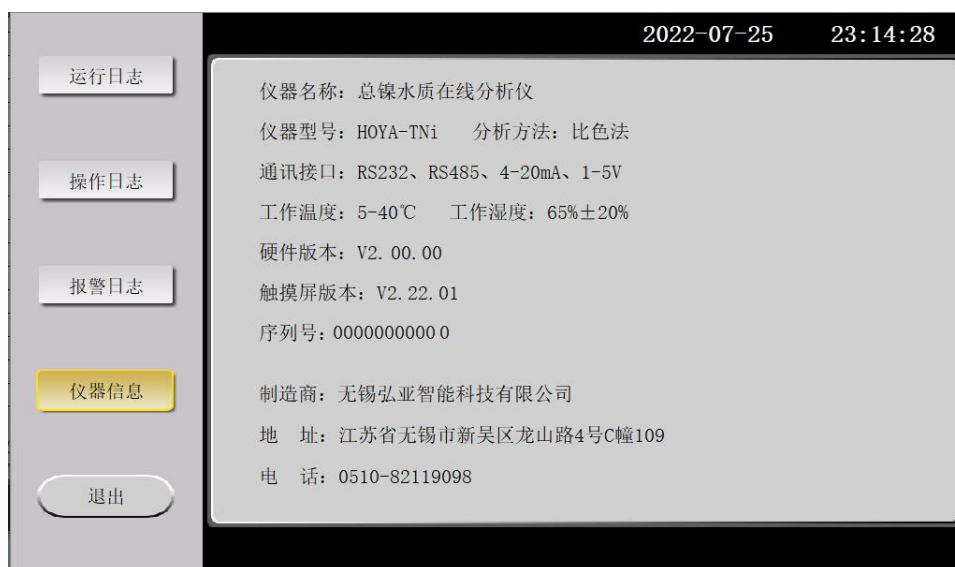 2022-07-25 23:14:28
运行日志
操作日志
报警日志
仪器信息
退出
仪器名称：总镍水质在线分析仪
仪器型号：HOYA-TNi 分析方法：比色法
通讯接口：RS232、RS485、4-20mA、1-5V
工作温度：5-40℃ 工作湿度：65%±20%
硬件版本：V2.00.00
触摸屏版本：V2.22.01
序列号：00000000000
制造商：无锡弘亚智能科技有限公司
地 址：江苏省无锡市新吴区龙山路4号C幢109
电 话：0510-82119098